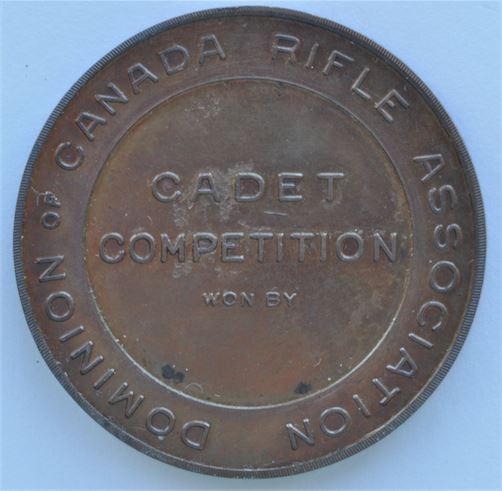 DOMINION OF CANADA RIFLE ASSOCIATION
CADET
COMPETITION
WON BY